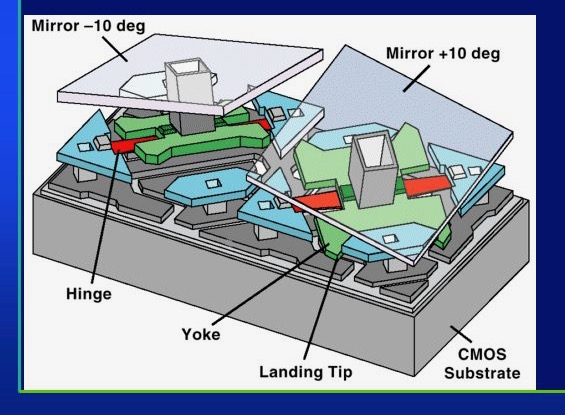 Mirror –10 deg
Mirror +10 deg
Hinge
Yoke
Landing Tip
CMOS
Substrate